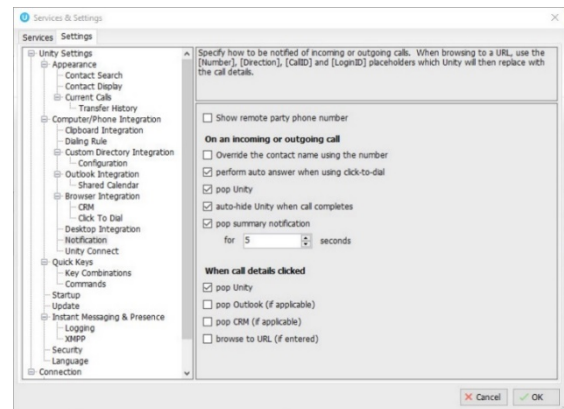 Services & Settings
Services Settings
Unity Settings
Appearance
Contact Search
Contact Display
Current Calls
Transfer History
Computer/Phone Integration
Clipboard Integration
Dialing Rule
Custom Directory Integration
Configuration
Outlook Integration
Shared Calendar
Browser Integration
CRM
Click To Dial
Desktop Integration
Notification
Unity Connect
Quick Keys
Key Combinations
Commands
Startup
Update
Instant Messaging & Presence
Logging
XMPP
Security
Language
Connection
Specify how to be notified of incoming or outgoing calls. When browsing to a URL, use the
[Number], [Direction], [CallID] and [LoginID] placeholders which Unity will then replace with
the call details.
Show remote party phone number
On an incoming or outgoing call
Override the contact name using the number
perform auto answer when using click-to-dial
pop Unity
auto-hide Unity when call completes
pop summary notification
for 5 seconds
When call details clicked
pop Unity
pop Outlook (if applicable)
pop CRM (if applicable)
browse to URL (if entered)
Cancel OK